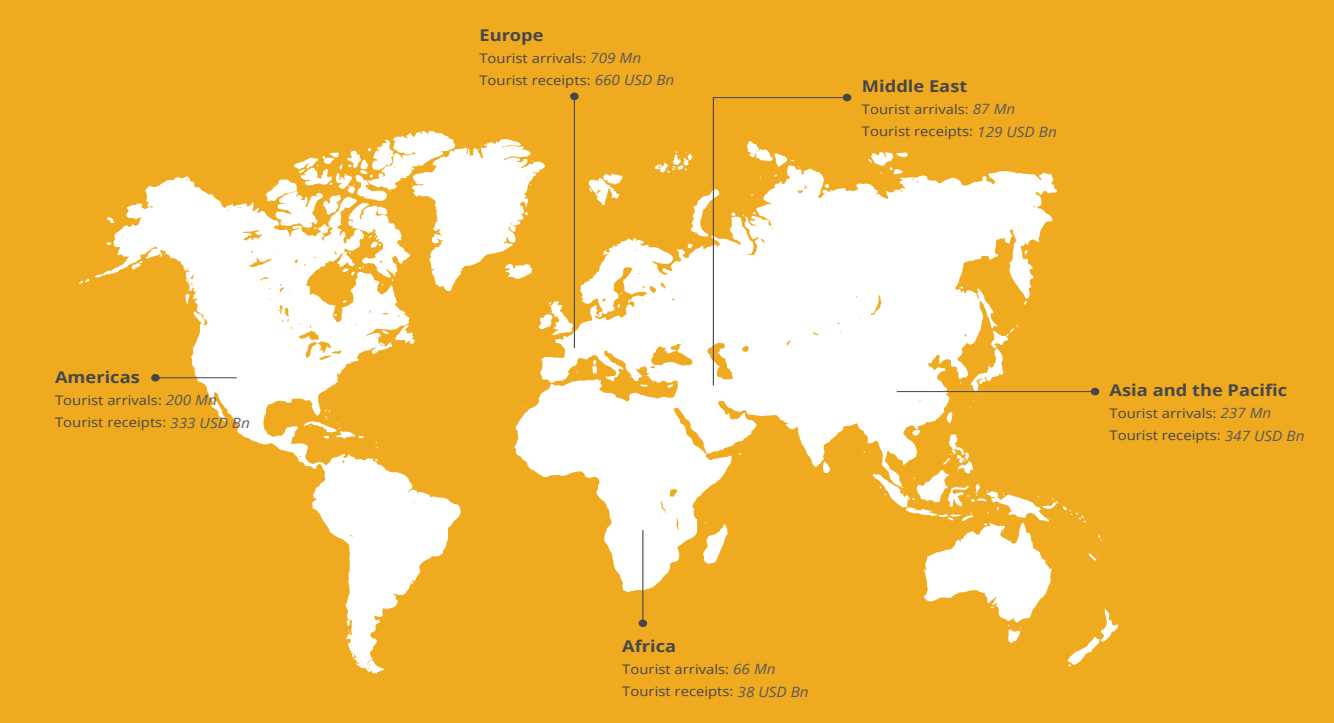 Europe
Tourist arrivals: 709 Mn
Tourist receipts: 660 USD Bn
Middle East
Tourist arrivals: 87 Mn
Tourist receipts: 129 USD Bn
Americas
Tourist arrivals: 200 Mn
Tourist receipts: 333 USD Bn
Asia and the Pacific
Tourist arrivals: 237 Mn
Tourist receipts: 347 USD Bn
Africa
Tourist arrivals: 66 Mn
Tourist receipts: 38 USD Bn